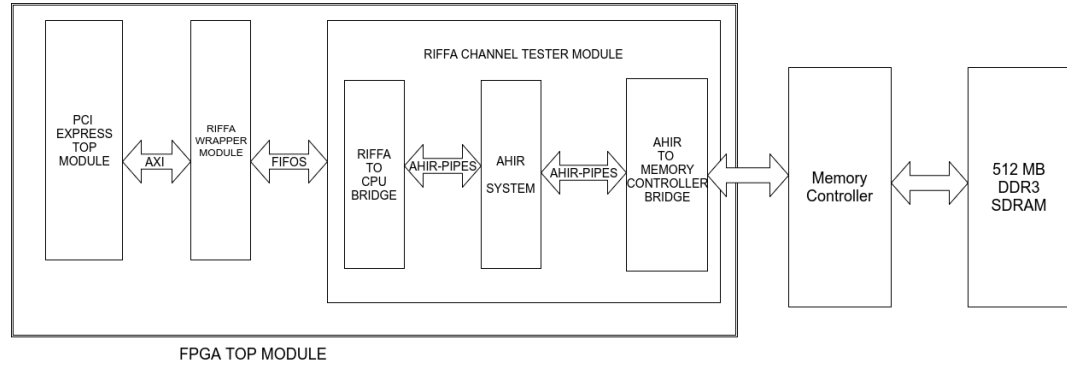 RIFFA CHANNEL TESTER MODULE
PCI
EXPRESS
TOP
MODULE
AXI
RIFFA
WRAPPER
MODULE
FIFOS
RIFFA
TO
CPU
BRIDGE
AHIR-PIPES
AHIR
SYSTEM
AHIR-PIPES
AHIR
TO
MEMORY
CONTROLLER
BRIDGE
Memory
Controller
512 MB
DDR3
SDRAM
FPGA TOP MODULE